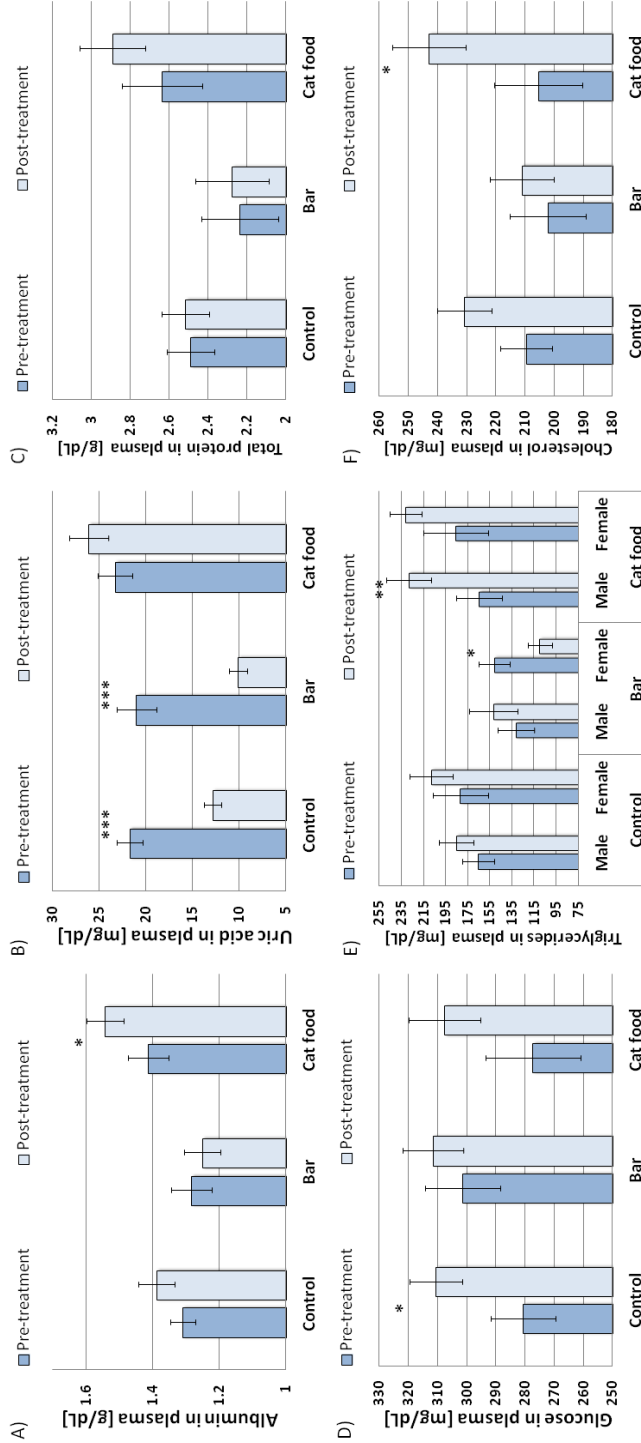 A)
Pre-treatment Post-treatment
Albumin in plasma [g/dL]
1.6
1.4
1.2
1
*
Control Bar Cat food
B)
Pre-treatment Post-treatment
Uric acid in plasma [mg/dL]
30
25
20
15
10
5
*** ***
Control Bar Cat food
C)
Pre-treatment Post-treatment
Total protein in plasma [g/dL]
3.2
3
2.8
2.6
2.4
2.2
2
Control Bar Cat food
D)
Pre-treatment Post-treatment
Glucose in plasma [mg/dL]
330
320
310
300
290
280
270
260
250
*
Control Bar Cat food
E)
Pre-treatment Post-treatment
Triglycerides in plasma [mg/dL]
255
235
215
195
175
155
135
115
95
75
* **
Male Female Male Female Male Female
Control Bar Cat food
F)
Pre-treatment Post-treatment
Cholesterol in plasma [mg/dL]
260
250
240
230
220
210
200
190
180
*
Control Bar Cat food